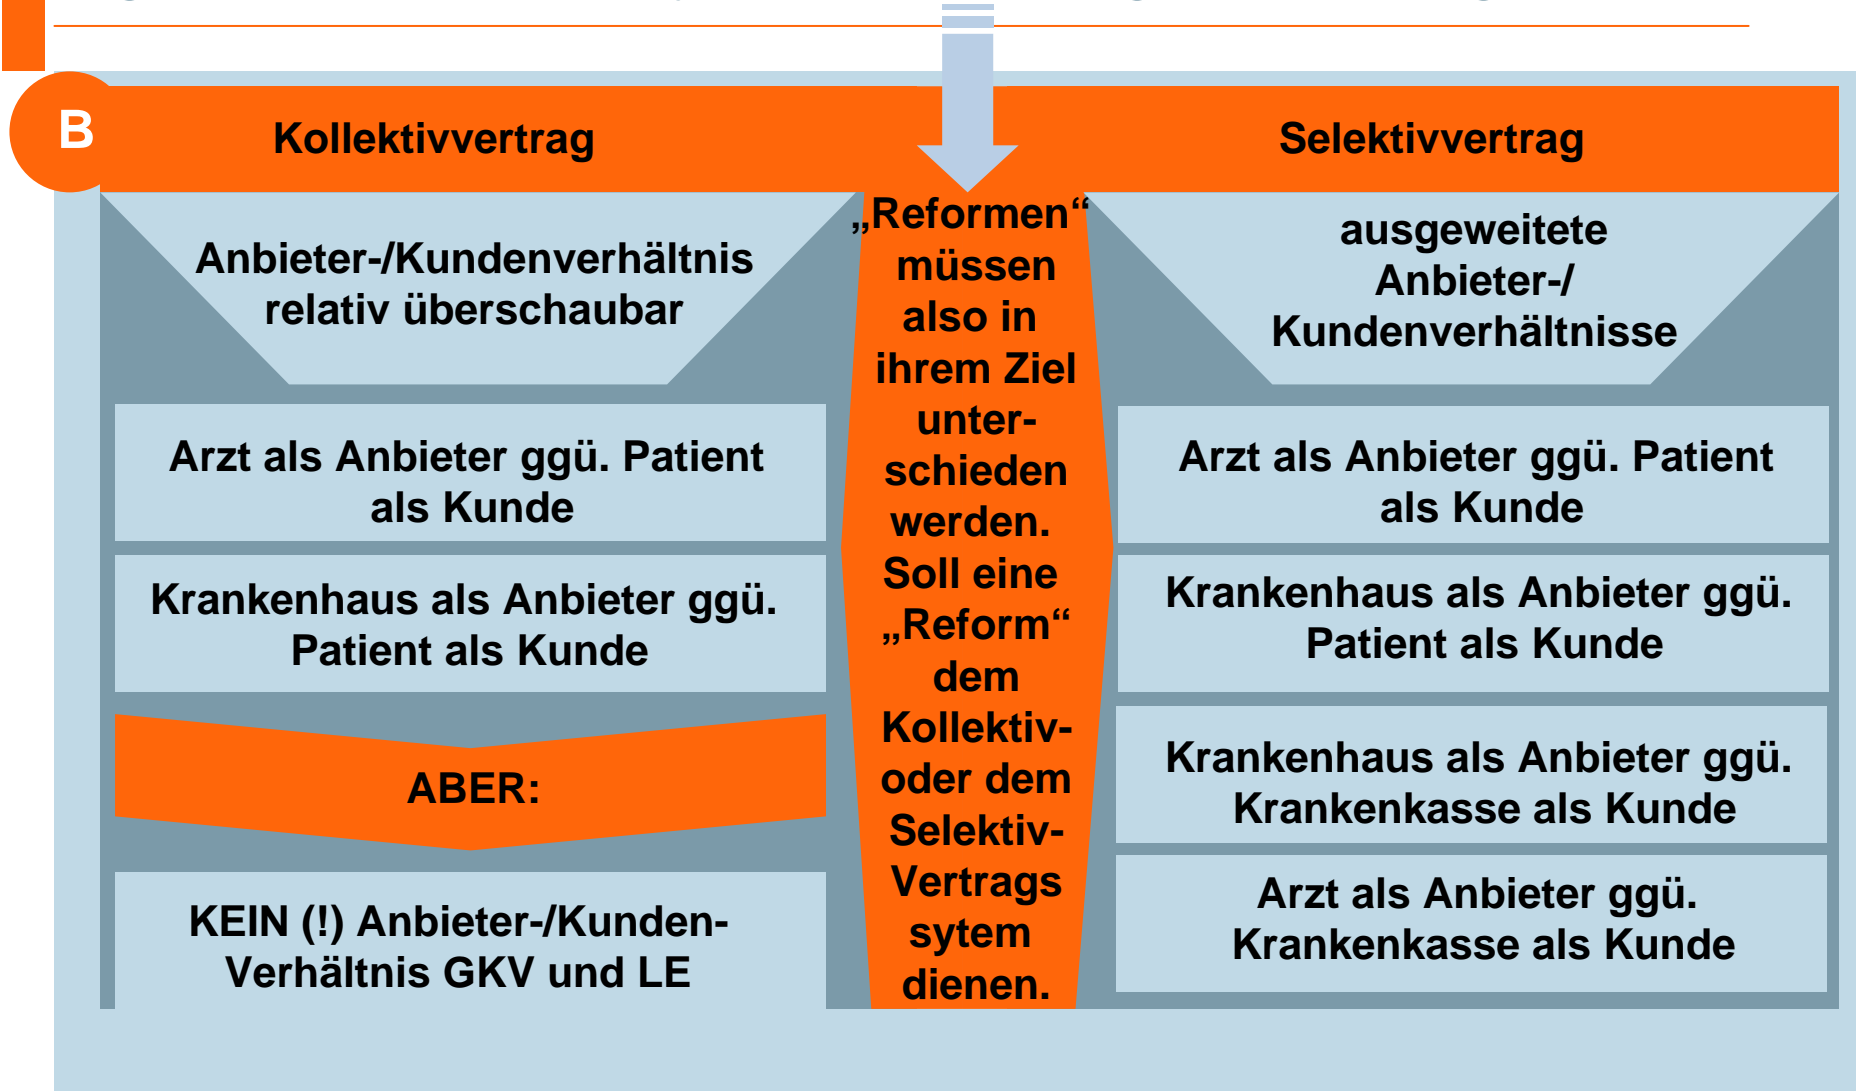 B
Kollektivvertrag
Selektivvertrag
Anbieter-/Kundenverhältnis
relativ überschaubar
Arzt als Anbieter ggü. Patient
als Kunde
Krankenhaus als Anbieter ggü.
Patient als Kunde
ABER:
KEIN (!) Anbieter-/Kunden-
Verhältnis GKV und LE
„Reformen“
müssen
also in
ihrem Ziel
unter-
schieden
werden.
Soll eine
„Reform“
dem
Kollektiv-
oder dem
Selektiv-
Vertrags
sytem
dienen.
ausgeweitete
Anbieter-/
Kundenverhältnisse
Arzt als Anbieter ggü. Patient
als Kunde
Krankenhaus als Anbieter ggü.
Patient als Kunde
Krankenhaus als Anbieter ggü.
Krankenkasse als Kunde
Arzt als Anbieter ggü.
Krankenkasse als Kunde